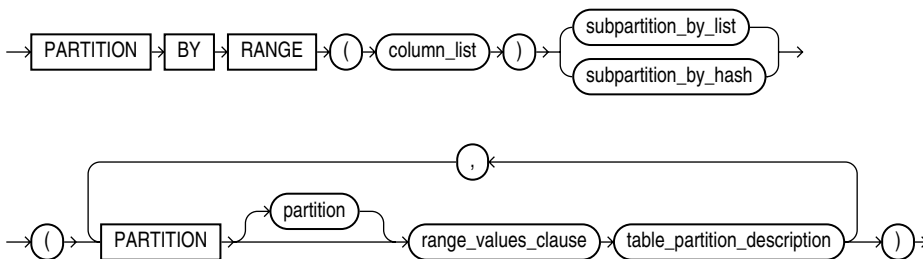 subpartition_by_list
PARTITION BY RANGE ( column_list )
subpartition_by_hash
,
partition
( PARTITION range_values_clause table_partition_description )